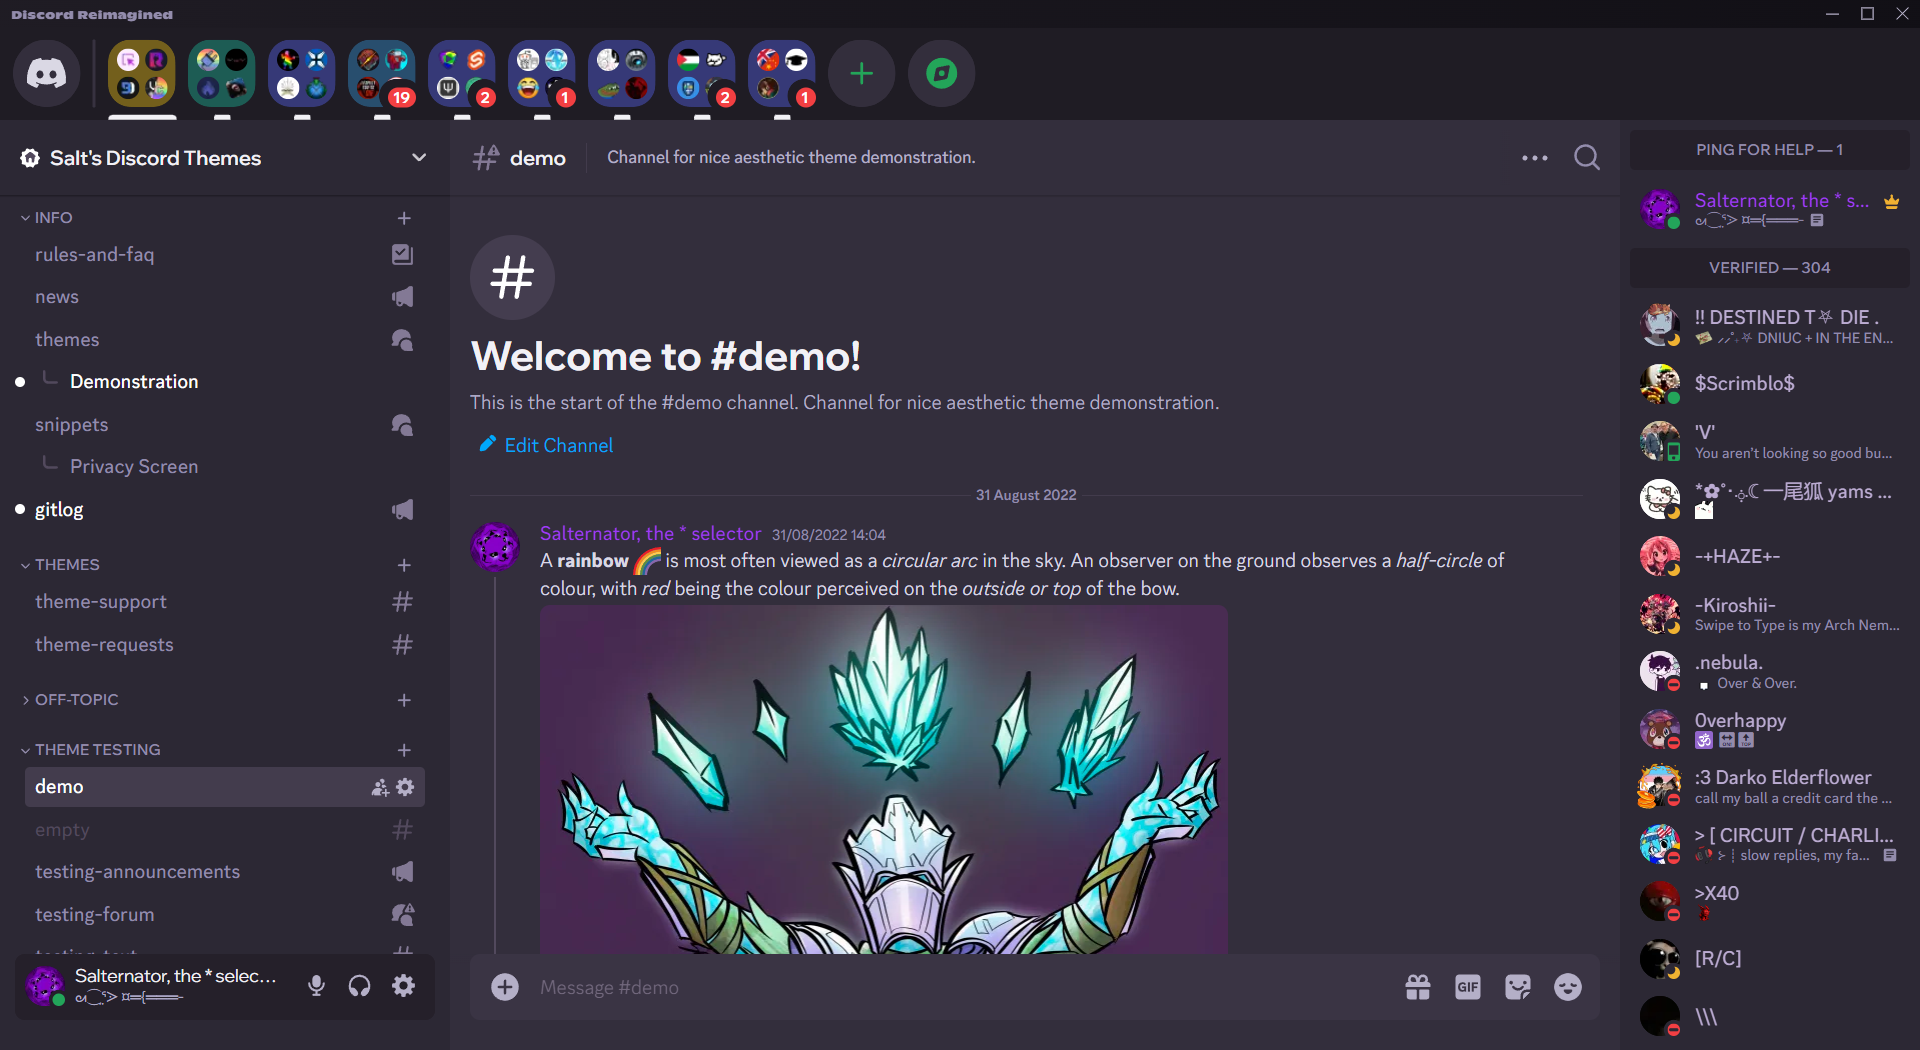 Discord Reimagined
19
2
1
2
1
Salt's Discord Themes
INFO
rules-and-faq
news
themes
Demonstration
snippets
Privacy Screen
gitlog
THEMES
theme-support
theme-requests
OFF-TOPIC
THEME TESTING
demo
empty
testing-announcements
testing-forum
Salternator, the * selec...
demo
Channel for nice aesthetic theme demonstration.
Welcome to #demo!
This is the start of the #demo channel. Channel for nice aesthetic theme demonstration.
Edit Channel
31 August 2022
Salternator, the * selector 31/08/2022 14:04
A rainbow 🌈 is most often viewed as a circular arc in the sky. An observer on the ground observes a half-circle of
colour, with red being the colour perceived on the outside or top of the bow.
Message #demo
GIF
PING FOR HELP — 1
Salternator, the * s...
VERIFIED — 304
!! DESTINED T⛧ DIE .
DNIUC + IN THE EN...
$Scrimblo$
'V'
You aren't looking so good bu...
一尾狐 yams ...
-+HAZE+-
-Kiroshii-
Swipe to Type is my Arch Nem...
.nebula.
Over & Over.
0verhappy
:3 Darko Elderflower
call my ball a credit card the ...
> [ CIRCUIT / CHARLI...
slow replies, my fa...
>X40
[R/C]
\\\